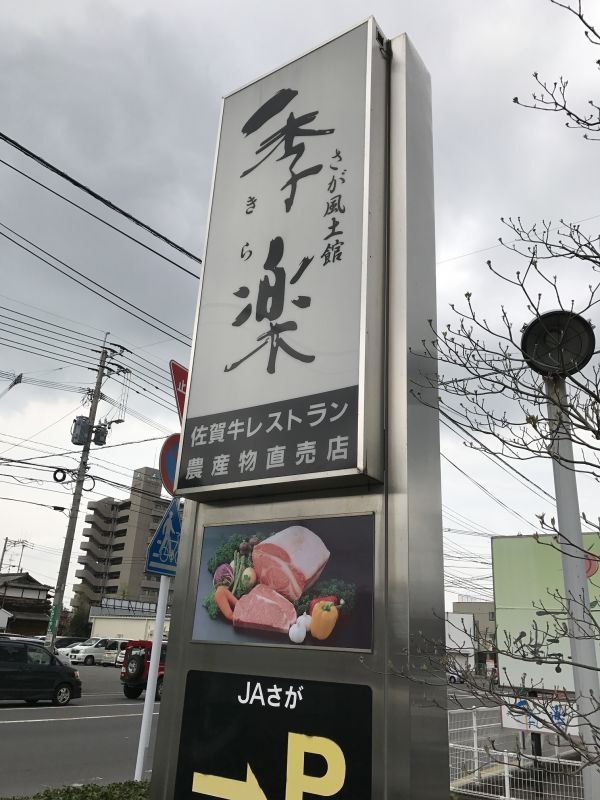 さが風土館
季楽
きら
佐賀牛レストラン
農産物直売店
JAさが
P